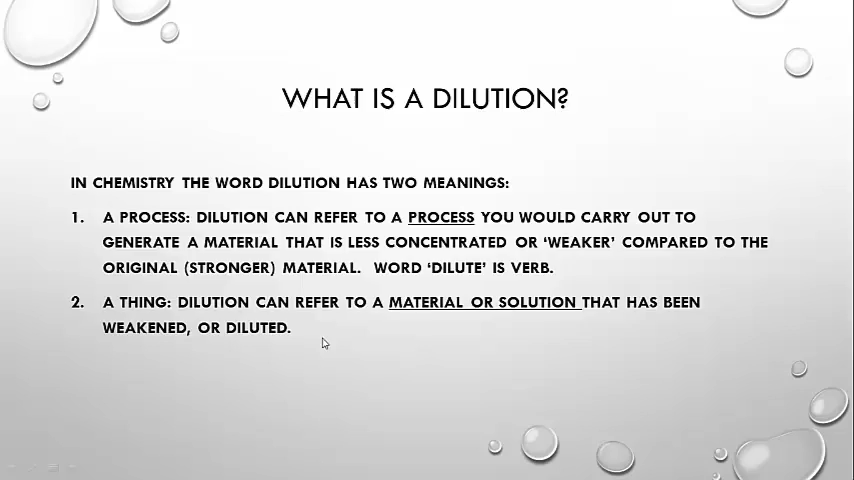 WHAT IS A DILUTION?
IN CHEMISTRY THE WORD DILUTION HAS TWO MEANINGS:
1. A PROCESS: DILUTION CAN REFER TO A PROCESS YOU WOULD CARRY OUT TO
GENERATE A MATERIAL THAT IS LESS CONCENTRATED OR ‘WEAKER’ COMPARED TO THE
ORIGINAL (STRONGER) MATERIAL. WORD ‘DILUTE’ IS VERB.
2. A THING: DILUTION CAN REFER TO A MATERIAL OR SOLUTION THAT HAS BEEN
WEAKENED, OR DILUTED.